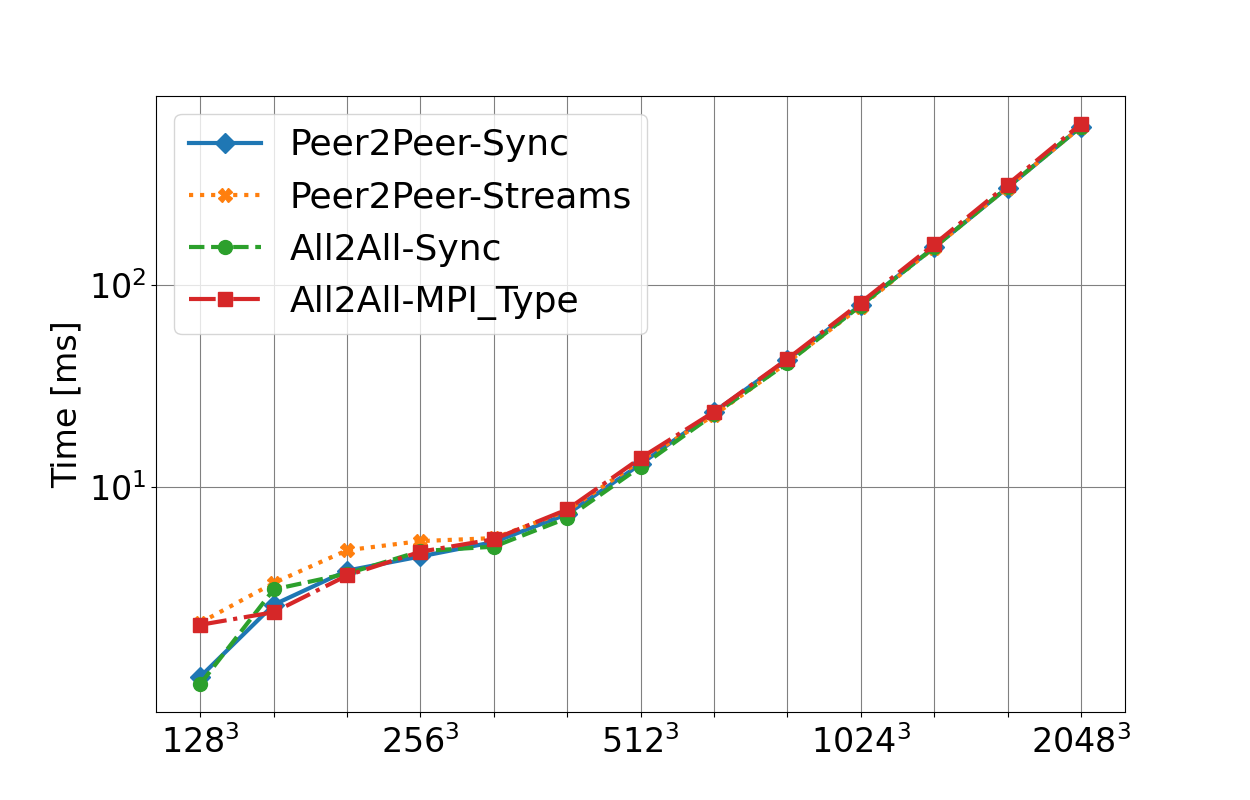 Peer2Peer-Sync
Peer2Peer-Streams
All2All-Sync
All2All-MPI_Type
Time [ms]
10²
10¹
128³ 256³ 512³ 1024³ 2048³